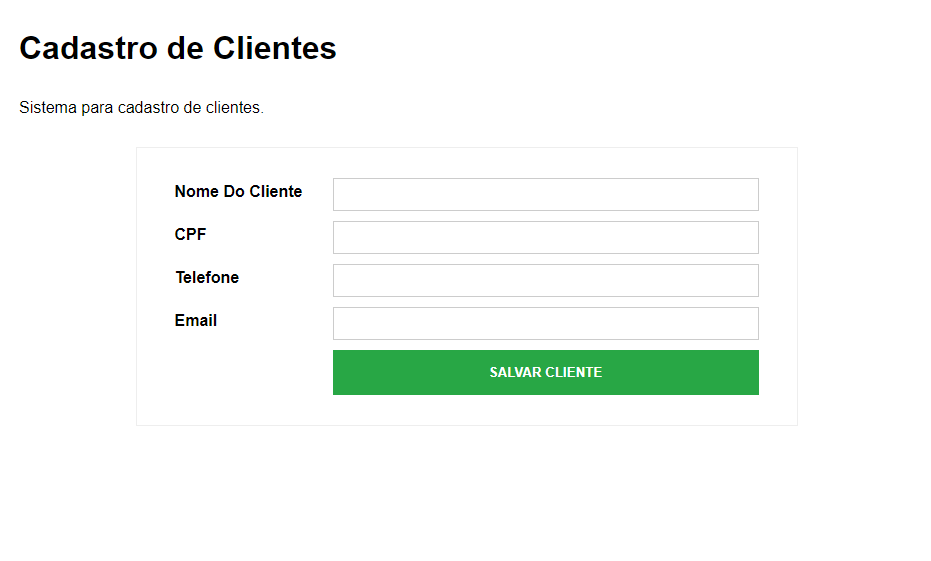 Cadastro de Clientes
Sistema para cadastro de clientes.
Nome Do Cliente
CPF
Telefone
Email
SALVAR CLIENTE